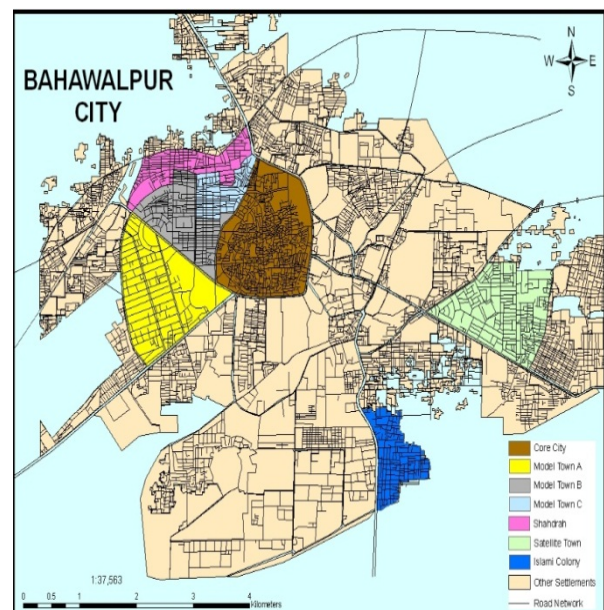 BAHAWALPUR
CITY
N
W E
S
Core City
Model Town A
Model Town B
Model Town C
Shahdrah
Satellite Town
Islami Colony
Other Settlements
Road Network
1:37,563
0 0.5 1 2 3 4
Kilometers